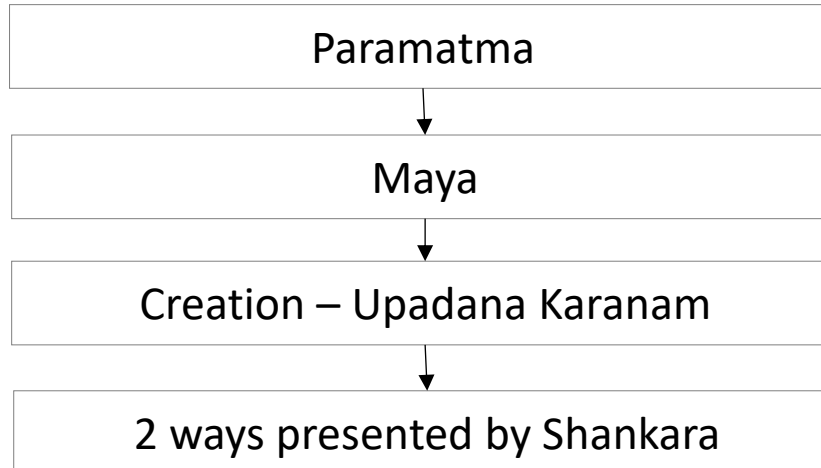 Paramatma
Maya
Creation – Upadana Karanam
2 ways presented by Shankara